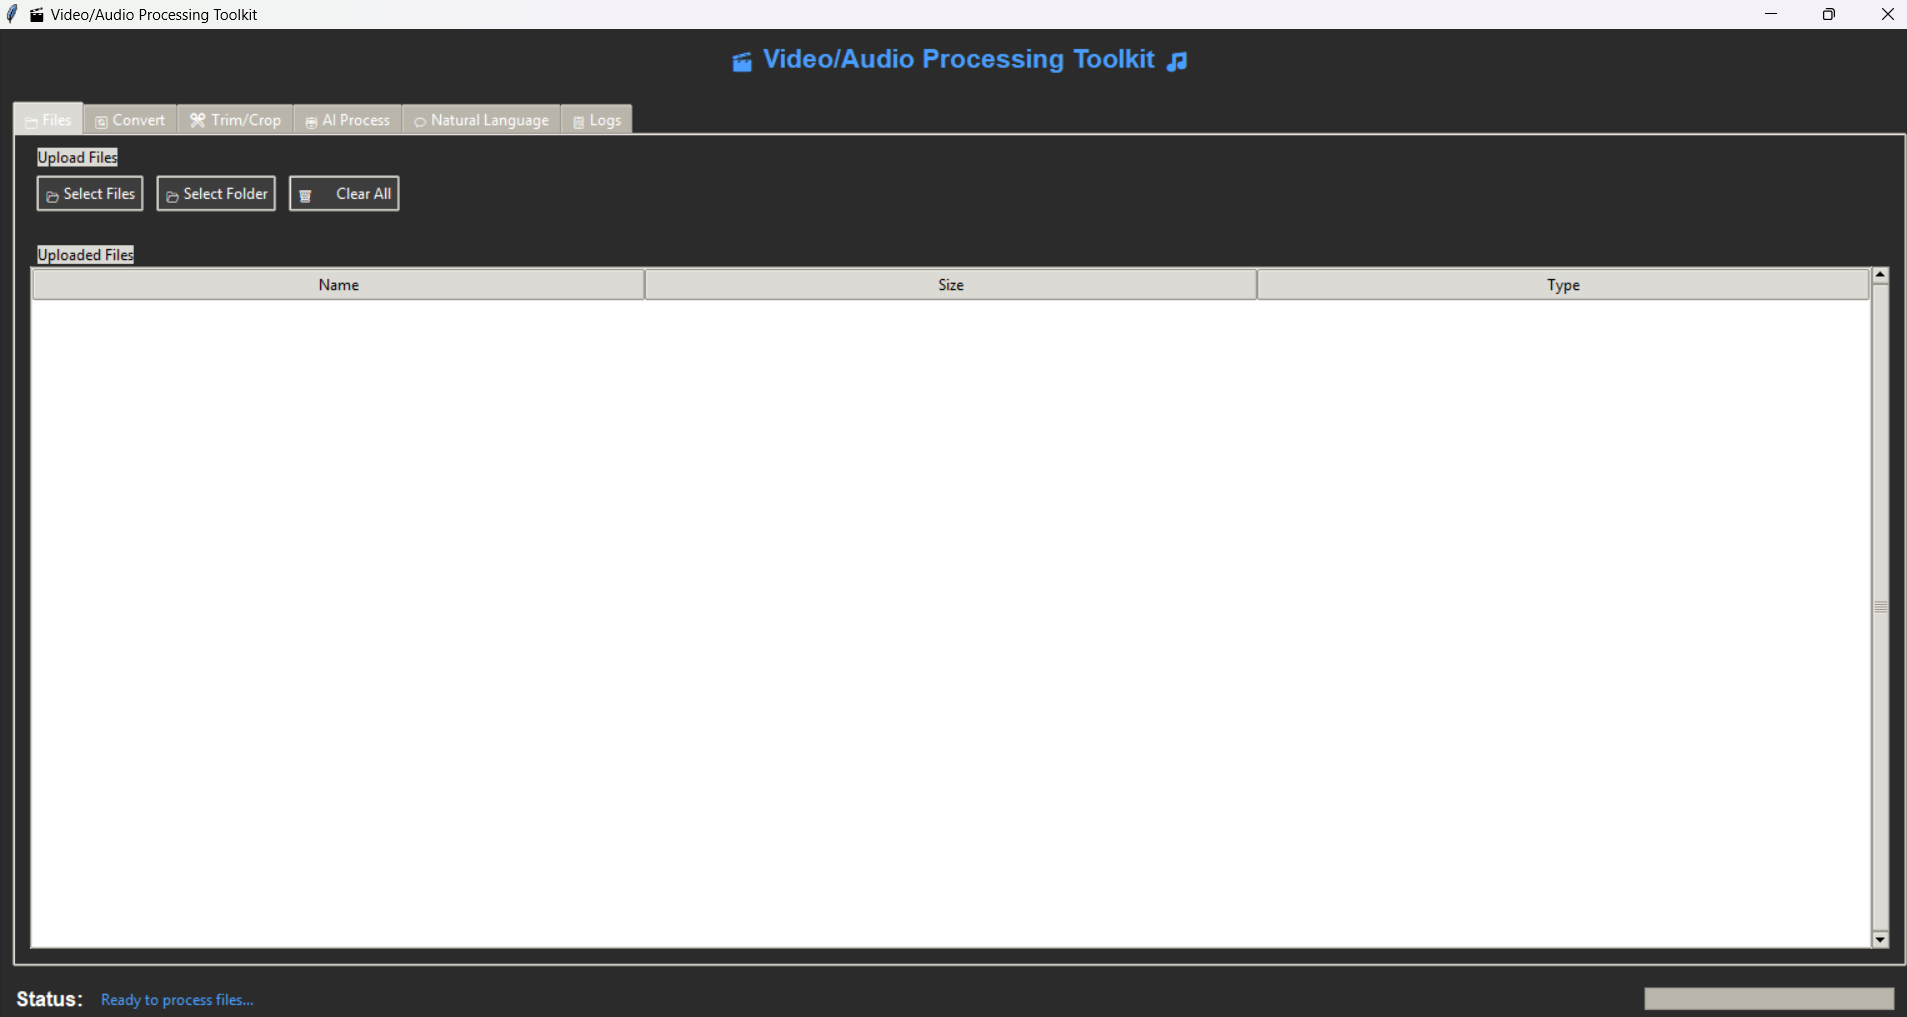 Video/Audio Processing Toolkit
Video/Audio Processing Toolkit
Files Convert Trim/Crop AI Process Natural Language Logs
Upload Files
Select Files Select Folder Clear All
Uploaded Files
Name Size Type
Status: Ready to process files...